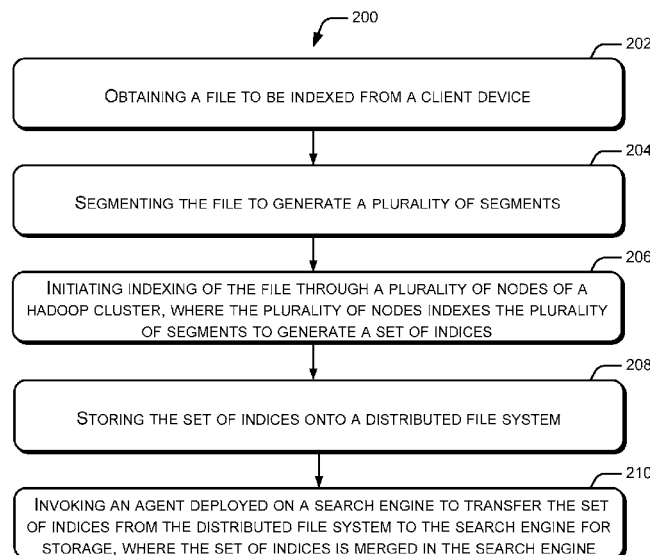 200
202
OBTAINING A FILE TO BE INDEXED FROM A CLIENT DEVICE
204
SEGMENTING THE FILE TO GENERATE A PLURALITY OF SEGMENTS
206
INITIATING INDEXING OF THE FILE THROUGH A PLURALITY OF NODES OF A
HADOOP CLUSTER, WHERE THE PLURALITY OF NODES INDEXES THE PLURALITY
OF SEGMENTS TO GENERATE A SET OF INDICES
208
STORING THE SET OF INDICES ONTO A DISTRIBUTED FILE SYSTEM
210
INVOKING AN AGENT DEPLOYED ON A SEARCH ENGINE TO TRANSFER THE SET
OF INDICES FROM THE DISTRIBUTED FILE SYSTEM TO THE SEARCH ENGINE FOR
STORAGE, WHERE THE SET OF INDICES IS MERGED IN THE SEARCH ENGINE